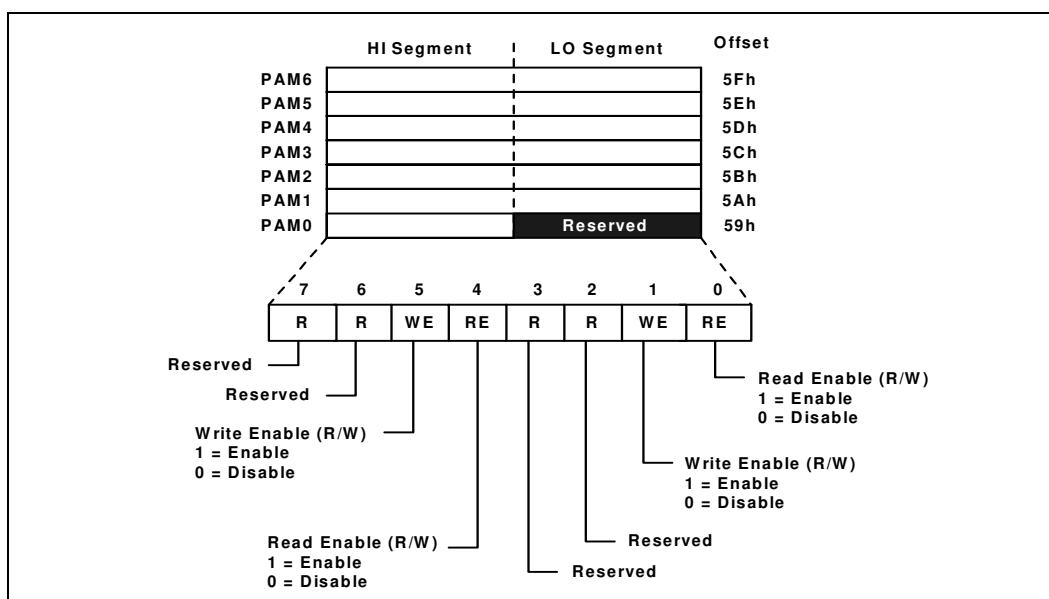 HI Segment LO Segment Offset
PAM6 5Fh
PAM5 5Eh
PAM4 5Dh
PAM3 5Ch
PAM2 5Bh
PAM1 5Ah
PAM0 Reserved 59h
7 6 5 4 3 2 1 0
R R WE RE R R WE RE
Reserved
Reserved
Write Enable (R/W)
1 = Enable
0 = Disable
Read Enable (R/W)
1 = Enable
0 = Disable
Reserved
Reserved
Write Enable (R/W)
1 = Enable
0 = Disable
Read Enable (R/W)
1 = Enable
0 = Disable